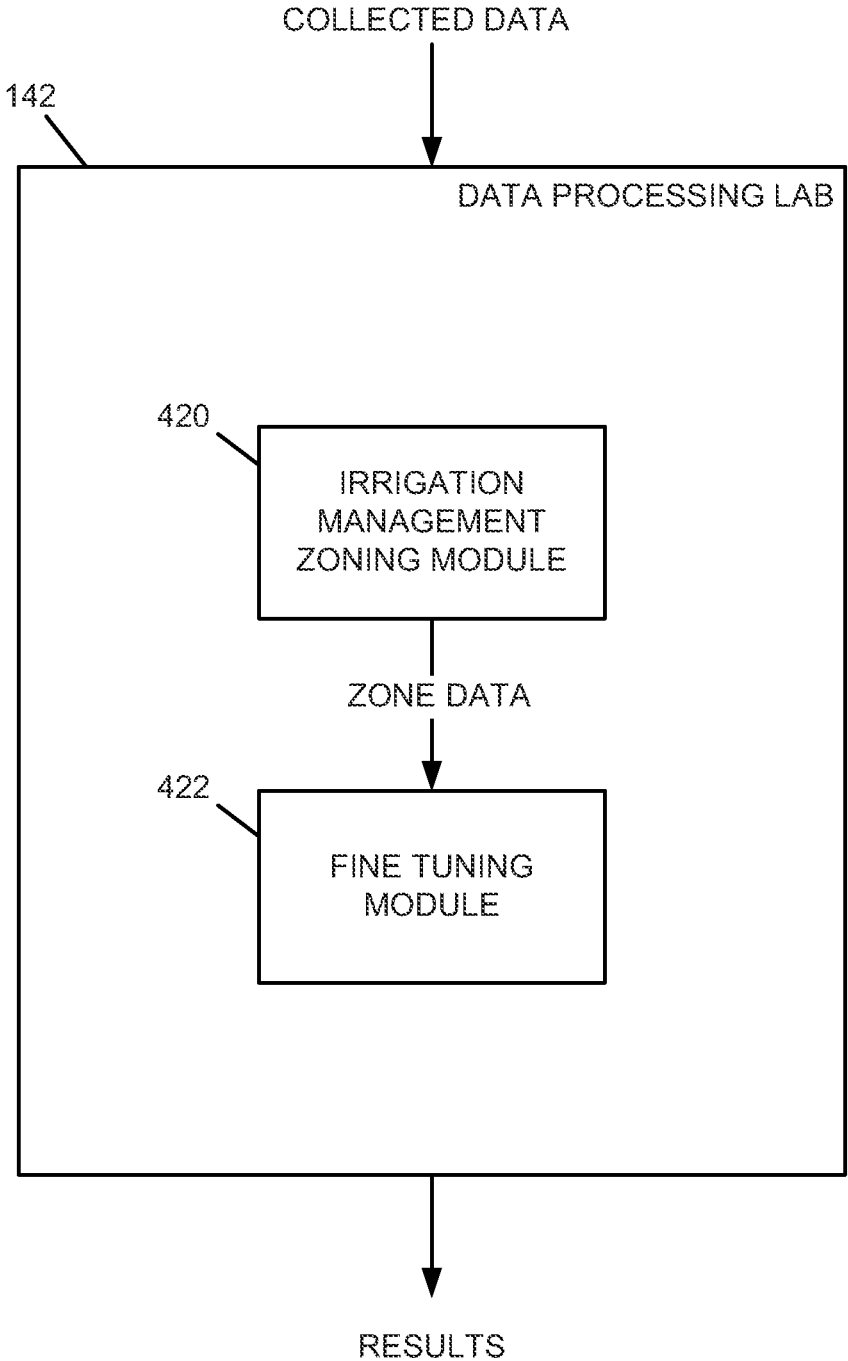 COLLECTED DATA
142
DATA PROCESSING LAB
420
IRRIGATION
MANAGEMENT
ZONING MODULE
ZONE DATA
422
FINE TUNING
MODULE
RESULTS